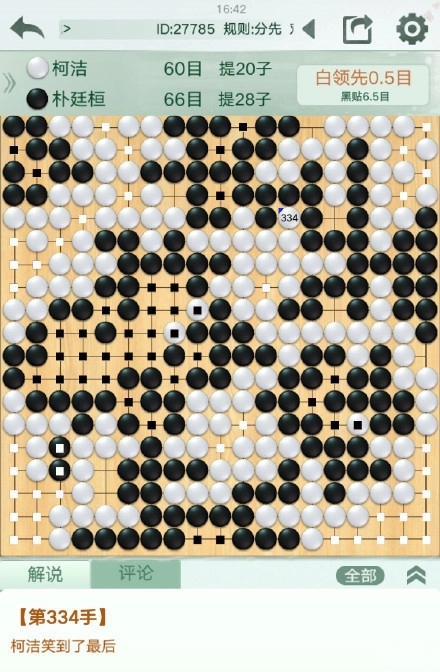 16:42
> ID:27785 规则:分先
柯洁 60目 提20子
朴廷桓 66目 提28子
白领先0.5目
黑贴6.5目
334
解说 评论 全部
【第334手】
柯洁笑到了最后